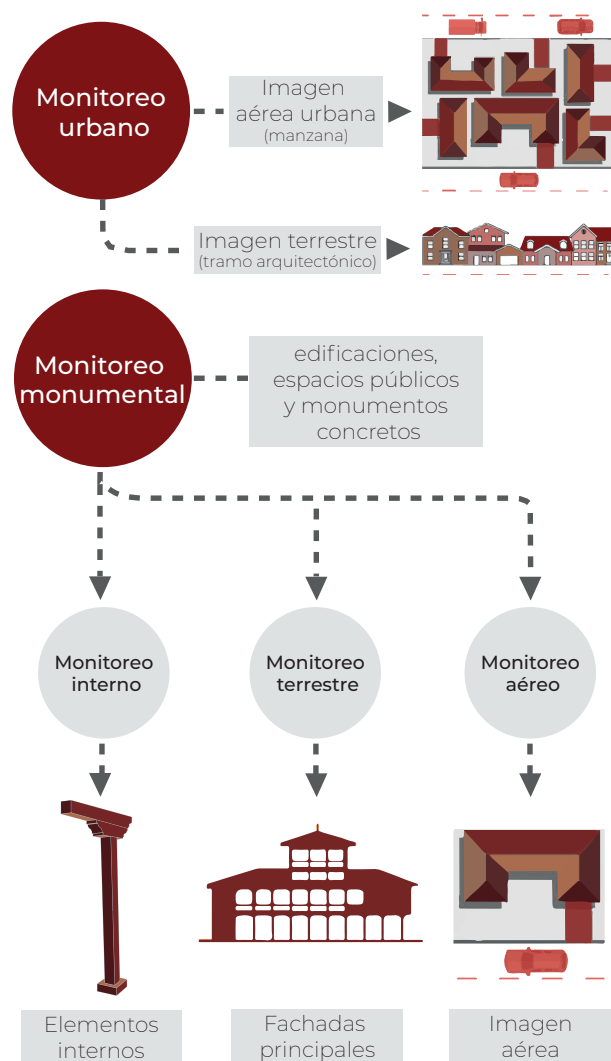 Monitoreo
urbano
Imagen
aérea urbana
(manzana)
Imagen terrestre
(tramo arquitectónico)
Monitoreo
monumental
edificaciones,
espacios públicos
y monumentos
concretos
Monitoreo
interno
Monitoreo
terrestre
Monitoreo
aéreo
Elementos
internos
Fachadas
principales
Imagen
aérea